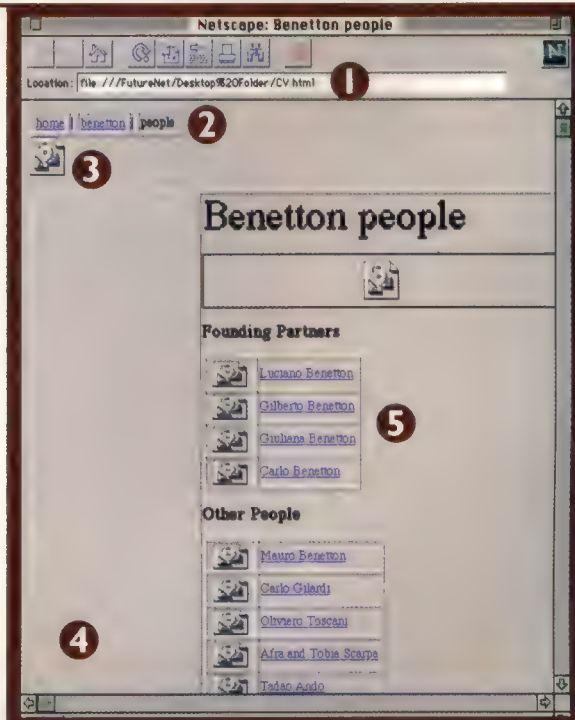 Netscape: Benetton people
N
Location: file ///FutureNet/Desktop%20Folder/CV.html
1
home | benetton | people
2
3
Benetton people
Founding Partners
Luciano Benetton
Gilberto Benetton
Giuliana Benetton
Carlo Benetton
5
Other People
Mauro Benetton
Carlo Gilardi
Oliviero Toscani
Afra and Tobia Scarpa
Tadao Ando
4